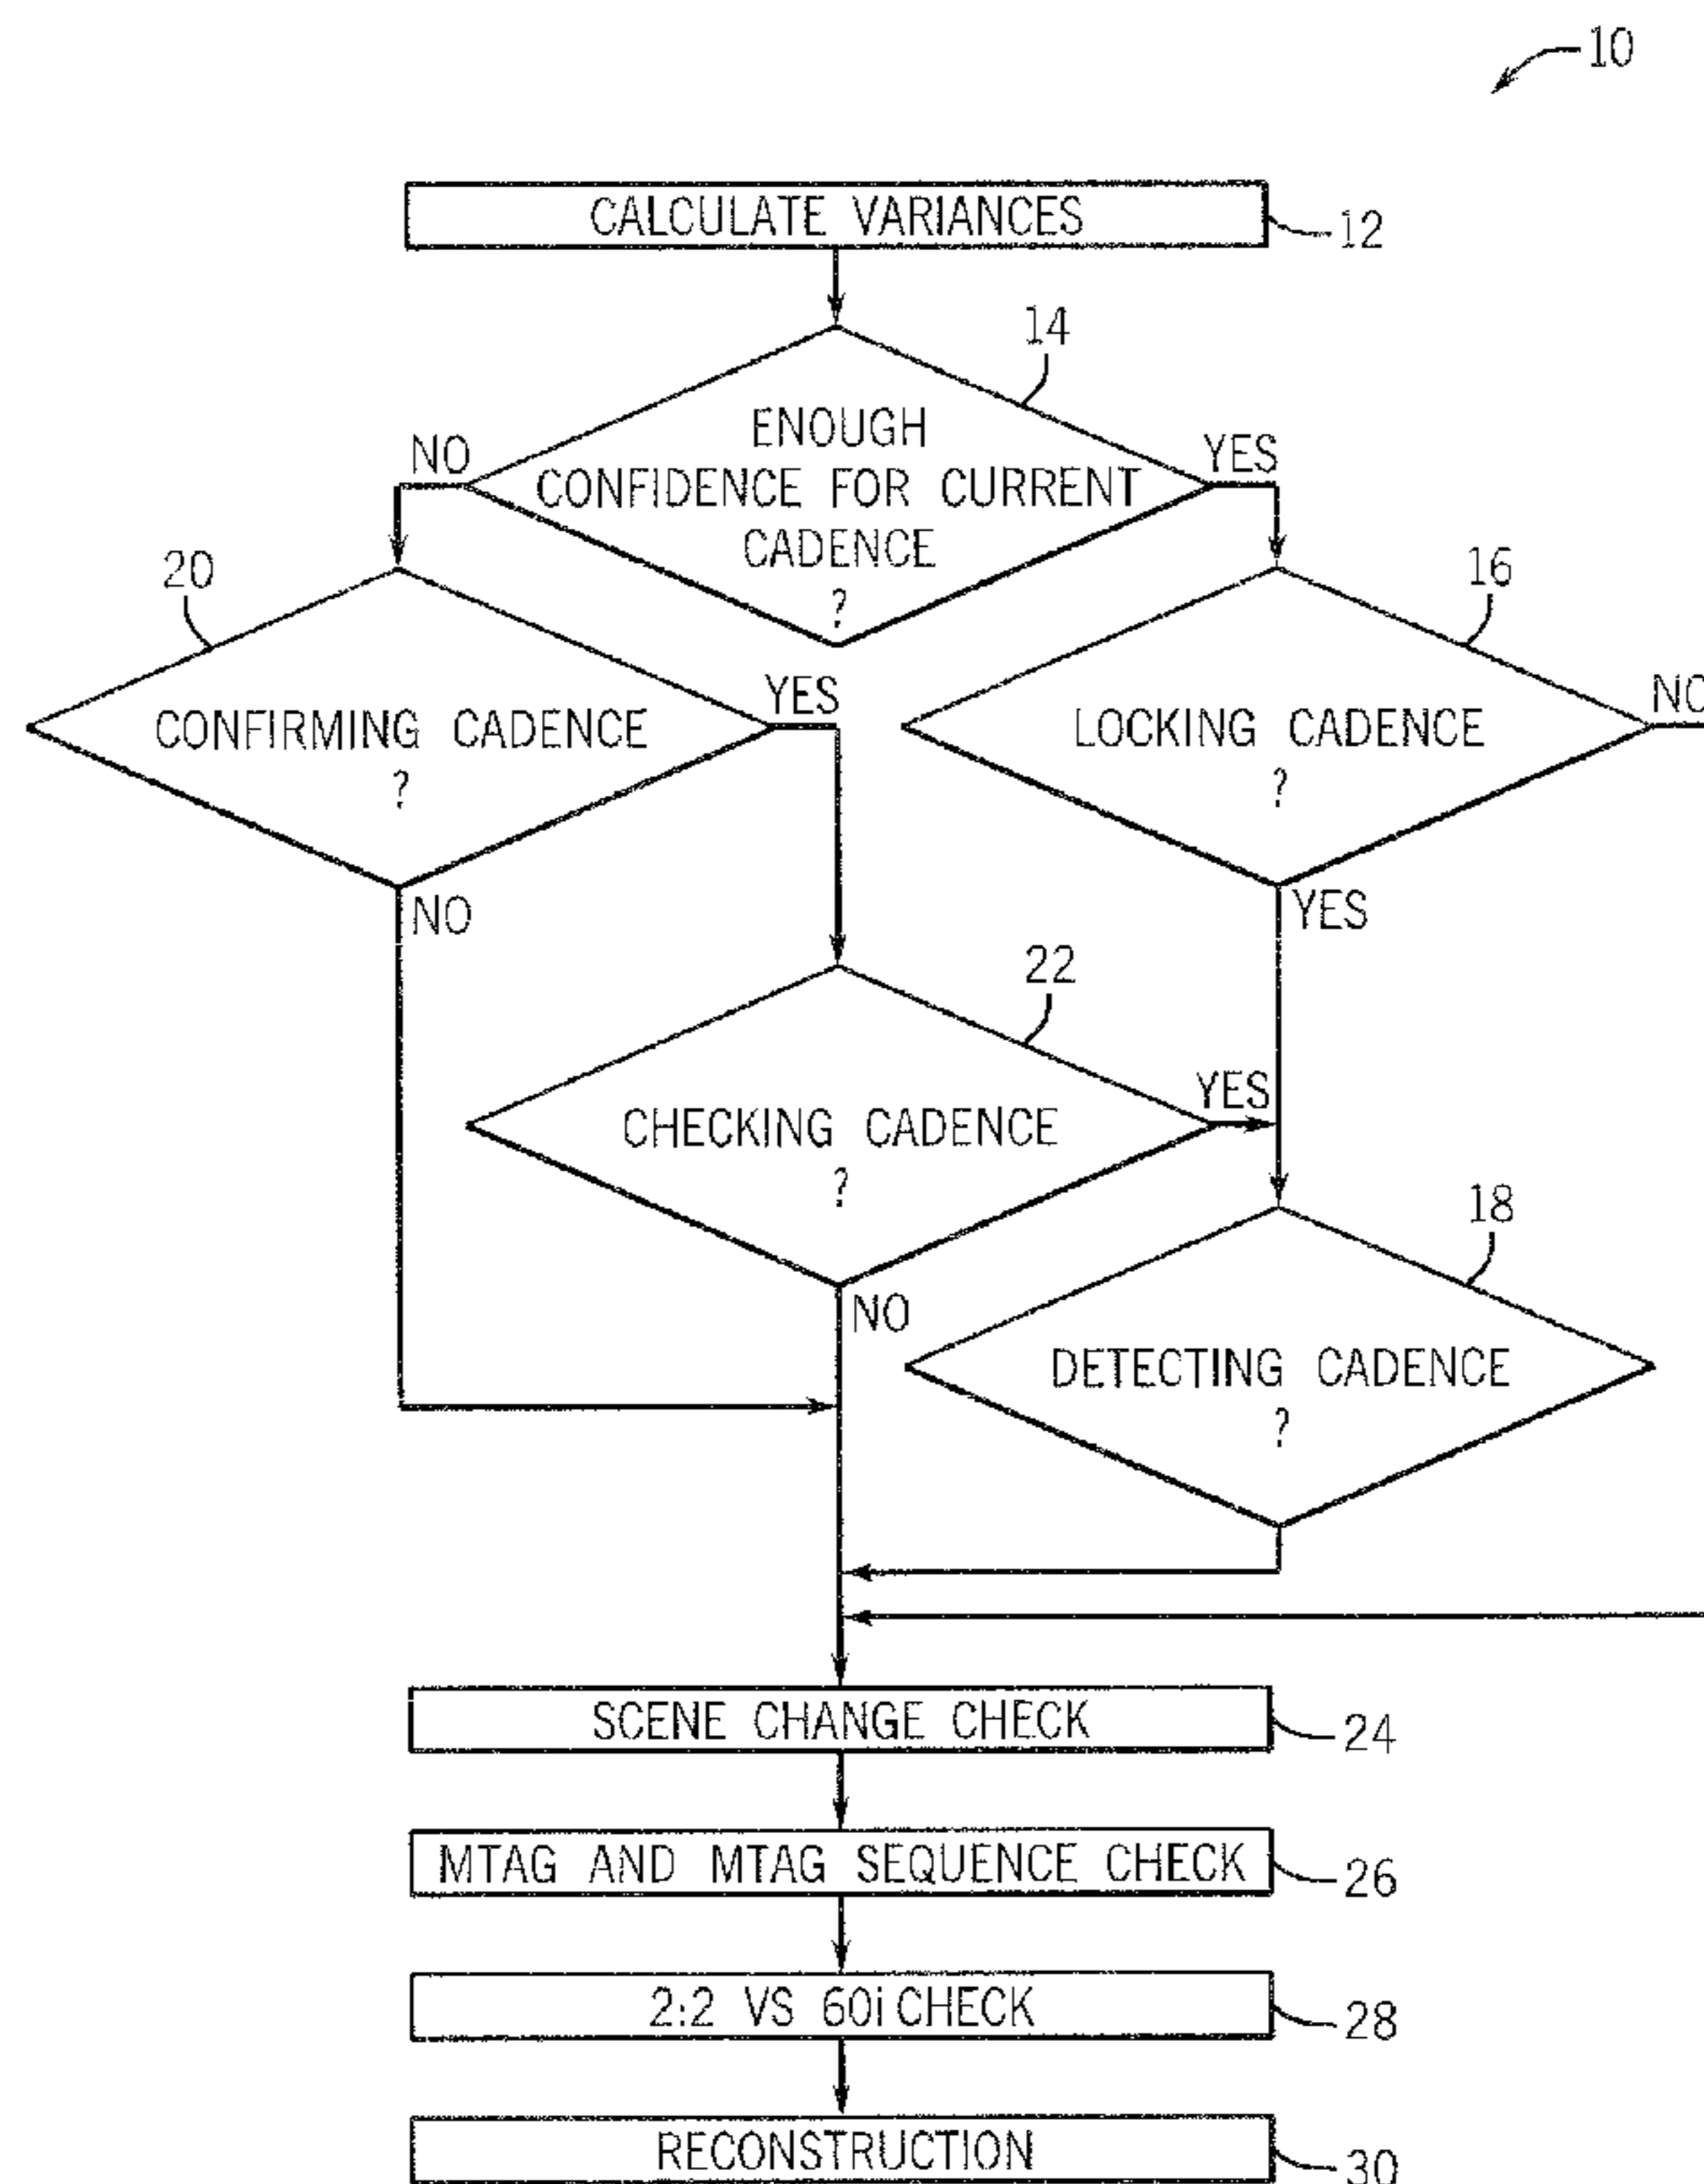 10
CALCULATE VARIANCES
12
14
ENOUGH
CONFIDENCE FOR CURRENT
CADENCE
?
NO
YES
20
16
CONFIRMING CADENCE
?
YES
LOCKING CADENCE
?
NO
NO
YES
22
CHECKING CADENCE
?
YES
NO
18
DETECTING CADENCE
?
SCENE CHANGE CHECK
24
MTAG AND MTAG SEQUENCE CHECK
26
2:2 VS 60i CHECK
28
RECONSTRUCTION
30